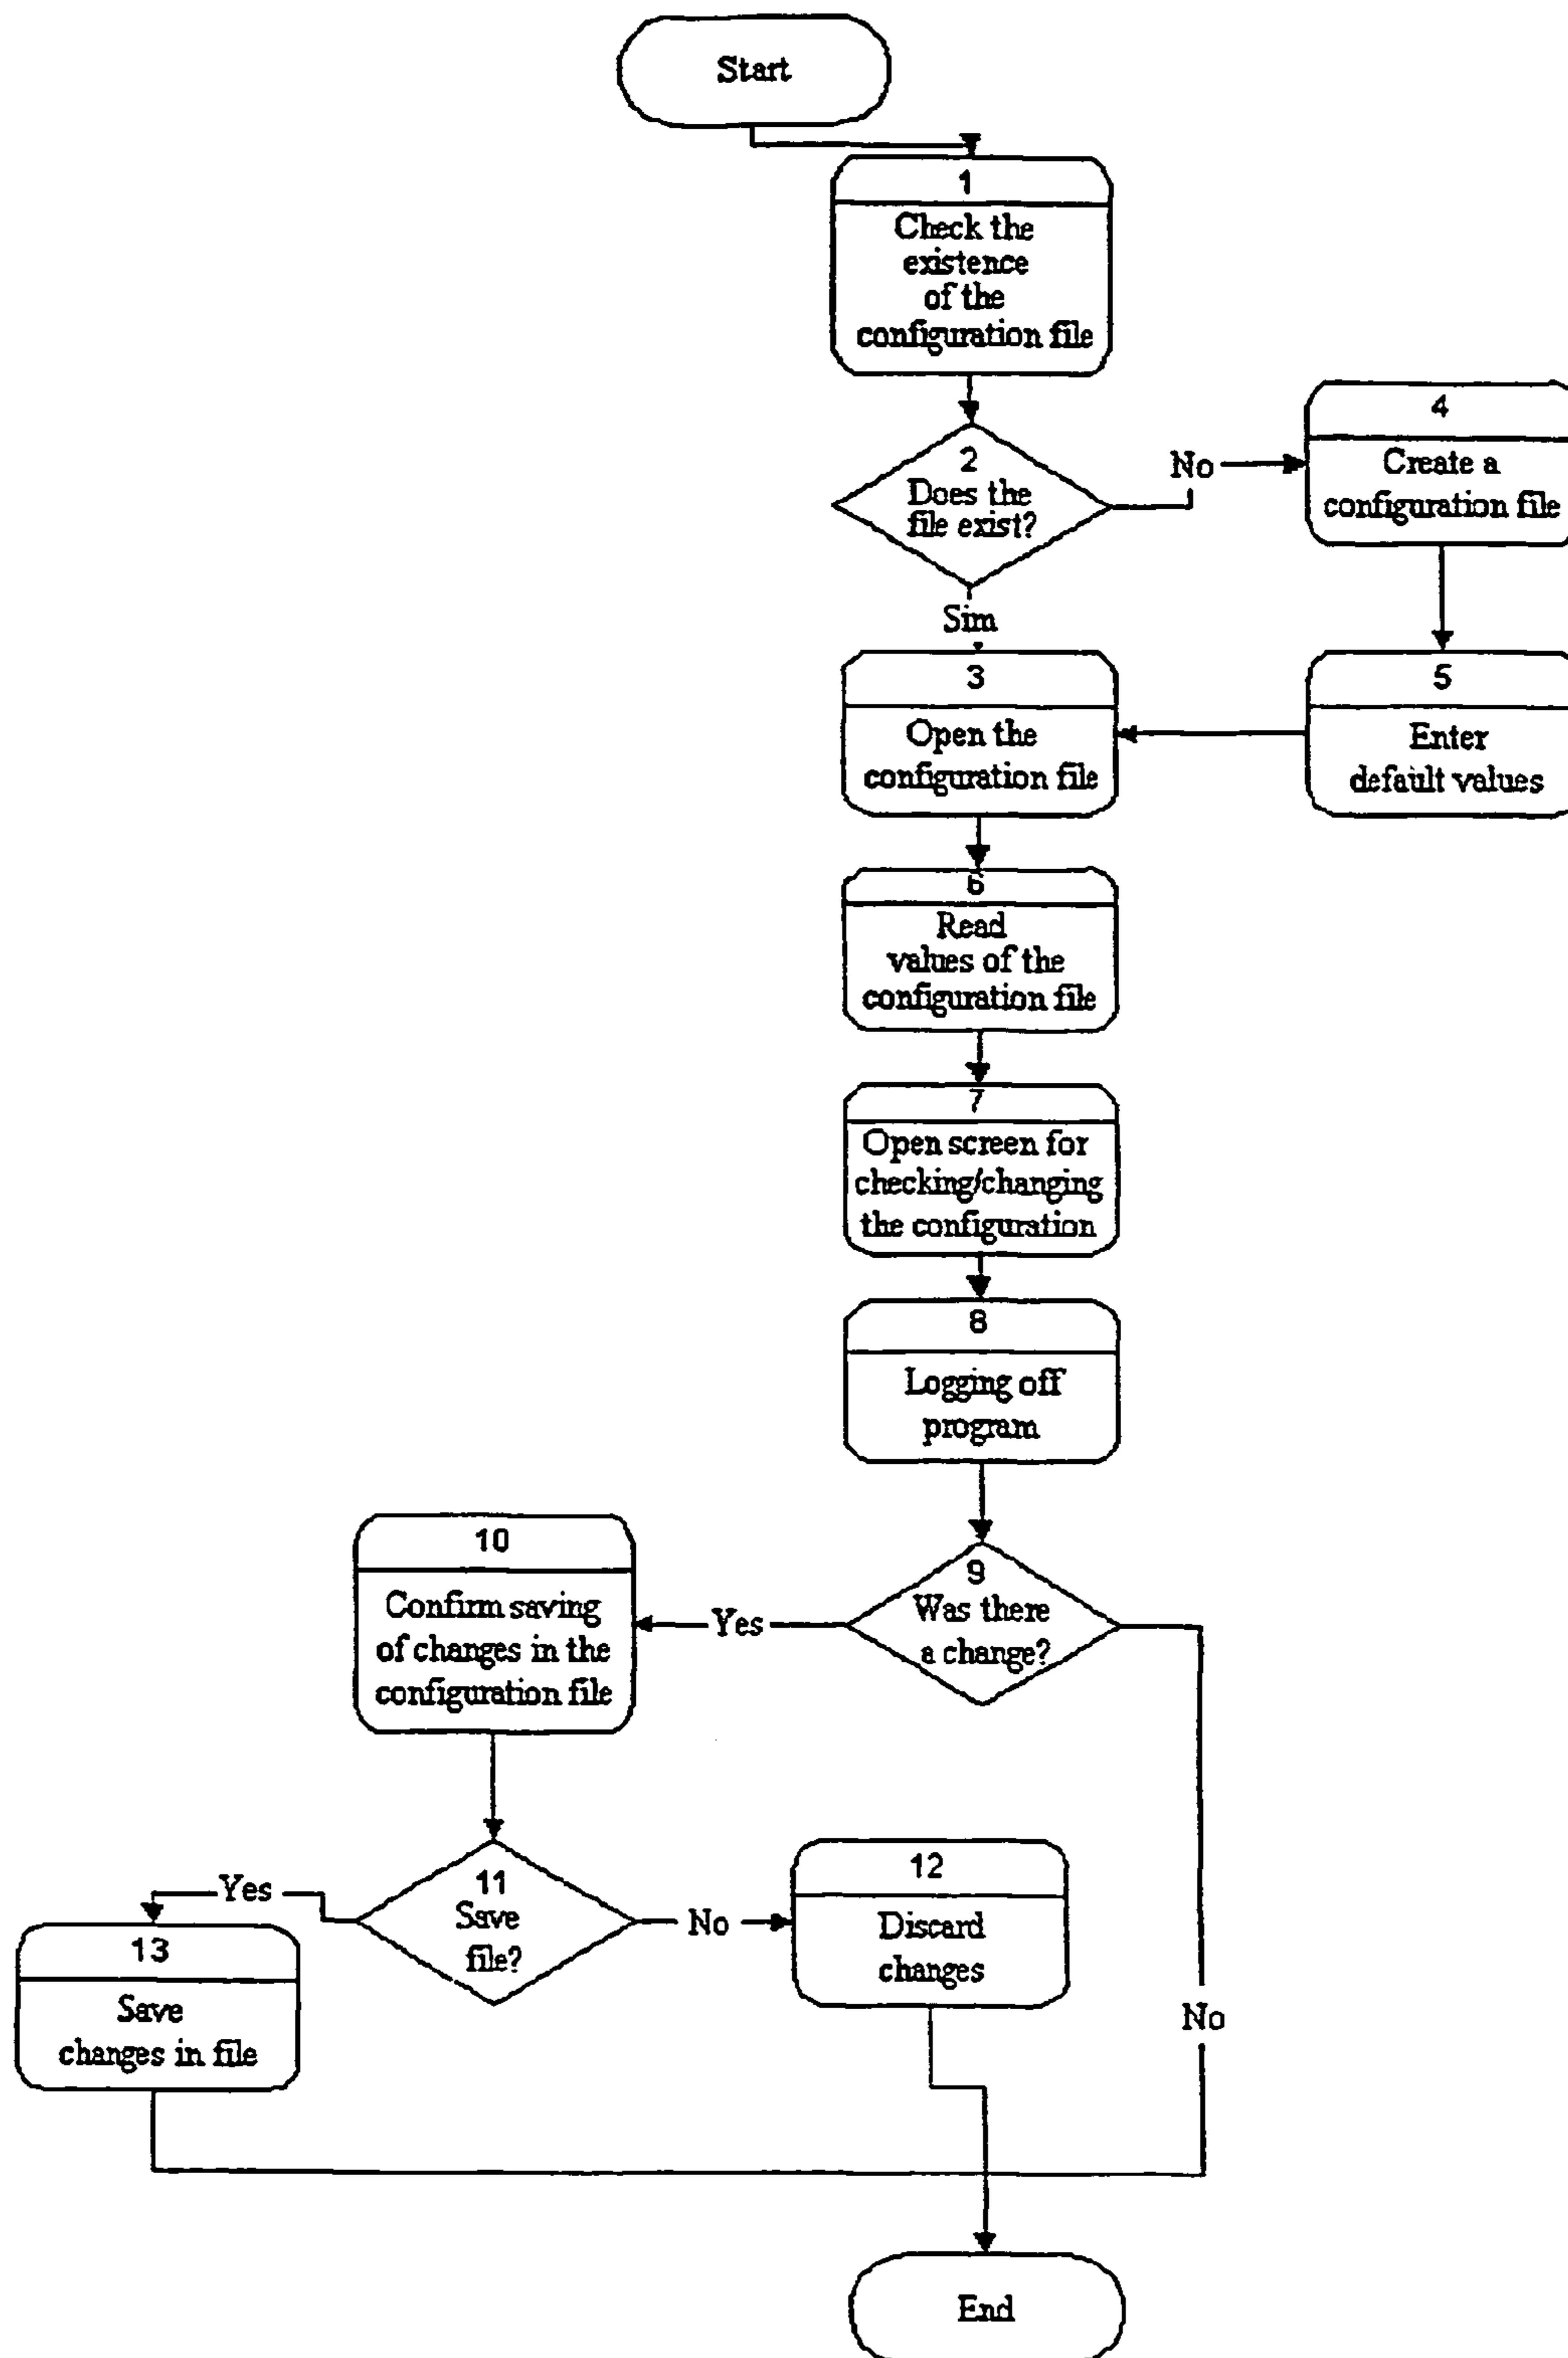 Start
1
Check the
existence
of the
configuration file
2
Does the
file exist?
No
4
Create a
configuration file
Sim
3
Open the
configuration file
5
Enter
default values
6
Read
values of the
configuration file
7
Open screen for
checking/changing
the configuration
8
Logging off
program
9
Was there
a change?
Yes
10
Confirm saving
of changes in the
configuration file
11
Save
file?
Yes
No
12
Discard
changes
13
Save
changes in file
No
End